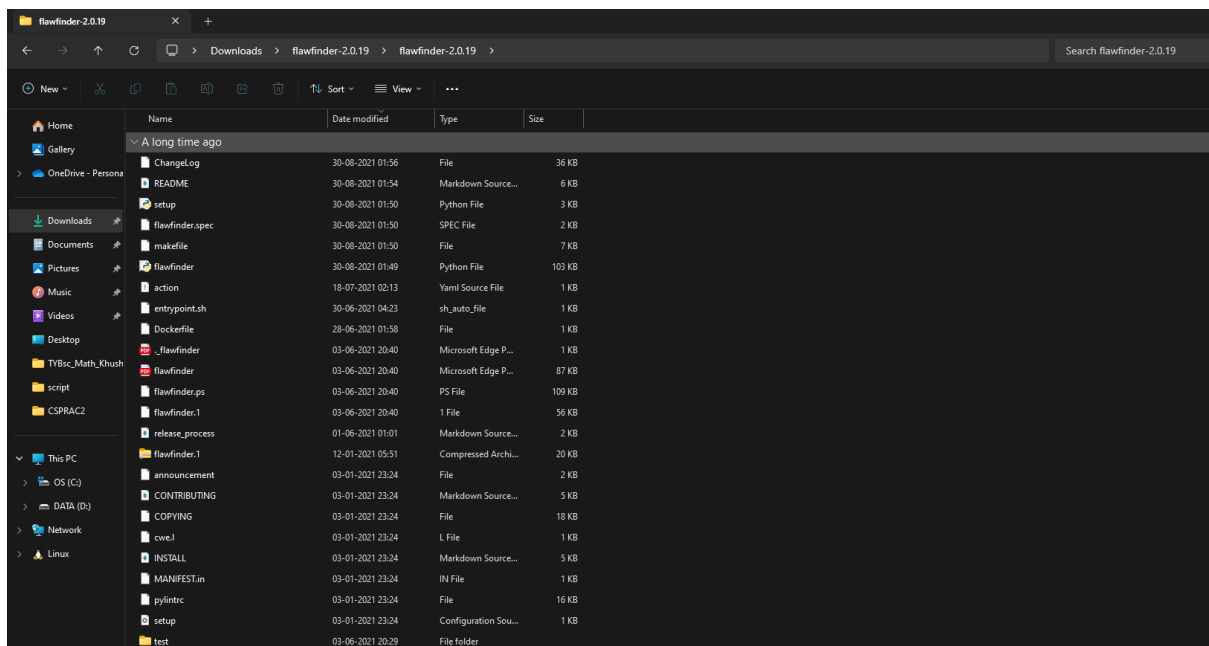 flawfinder-2.0.19
Downloads > flawfinder-2.0.19 > flawfinder-2.0.19 >
Search flawfinder-2.0.19
New
Sort
View
Home
Gallery
OneDrive - Persona
Downloads
Documents
Pictures
Music
Videos
Desktop
TYBsc_Math_Khush
script
CSPRAC2
This PC
OS (C:)
DATA (D:)
Network
Linux
Name Date modified Type Size
A long time ago
ChangeLog 30-08-2021 01:56 File 36 KB
README 30-08-2021 01:54 Markdown Source... 6 KB
setup 30-08-2021 01:50 Python File 3 KB
flawfinder.spec 30-08-2021 01:50 SPEC File 2 KB
makefile 30-08-2021 01:50 File 7 KB
flawfinder 30-08-2021 01:49 Python File 103 KB
action 18-07-2021 02:13 Yaml Source File 1 KB
entrypoint.sh 30-06-2021 04:23 sh_auto_file 1 KB
Dockerfile 28-06-2021 01:58 File 1 KB
._flawfinder 03-06-2021 20:40 Microsoft Edge P... 1 KB
flawfinder 03-06-2021 20:40 Microsoft Edge P... 87 KB
flawfinder.ps 03-06-2021 20:40 PS File 109 KB
flawfinder.1 03-06-2021 20:40 1 File 56 KB
release_process 01-06-2021 01:01 Markdown Source... 2 KB
flawfinder.1 12-01-2021 05:51 Compressed Archi... 20 KB
announcement 03-01-2021 23:24 File 2 KB
CONTRIBUTING 03-01-2021 23:24 Markdown Source... 5 KB
COPYING 03-01-2021 23:24 File 18 KB
cwe.l 03-01-2021 23:24 L File 1 KB
INSTALL 03-01-2021 23:24 Markdown Source... 5 KB
MANIFEST.in 03-01-2021 23:24 IN File 1 KB
pylintrc 03-01-2021 23:24 File 16 KB
setup 03-01-2021 23:24 Configuration Sou... 1 KB
test 03-06-2021 20:29 File folder